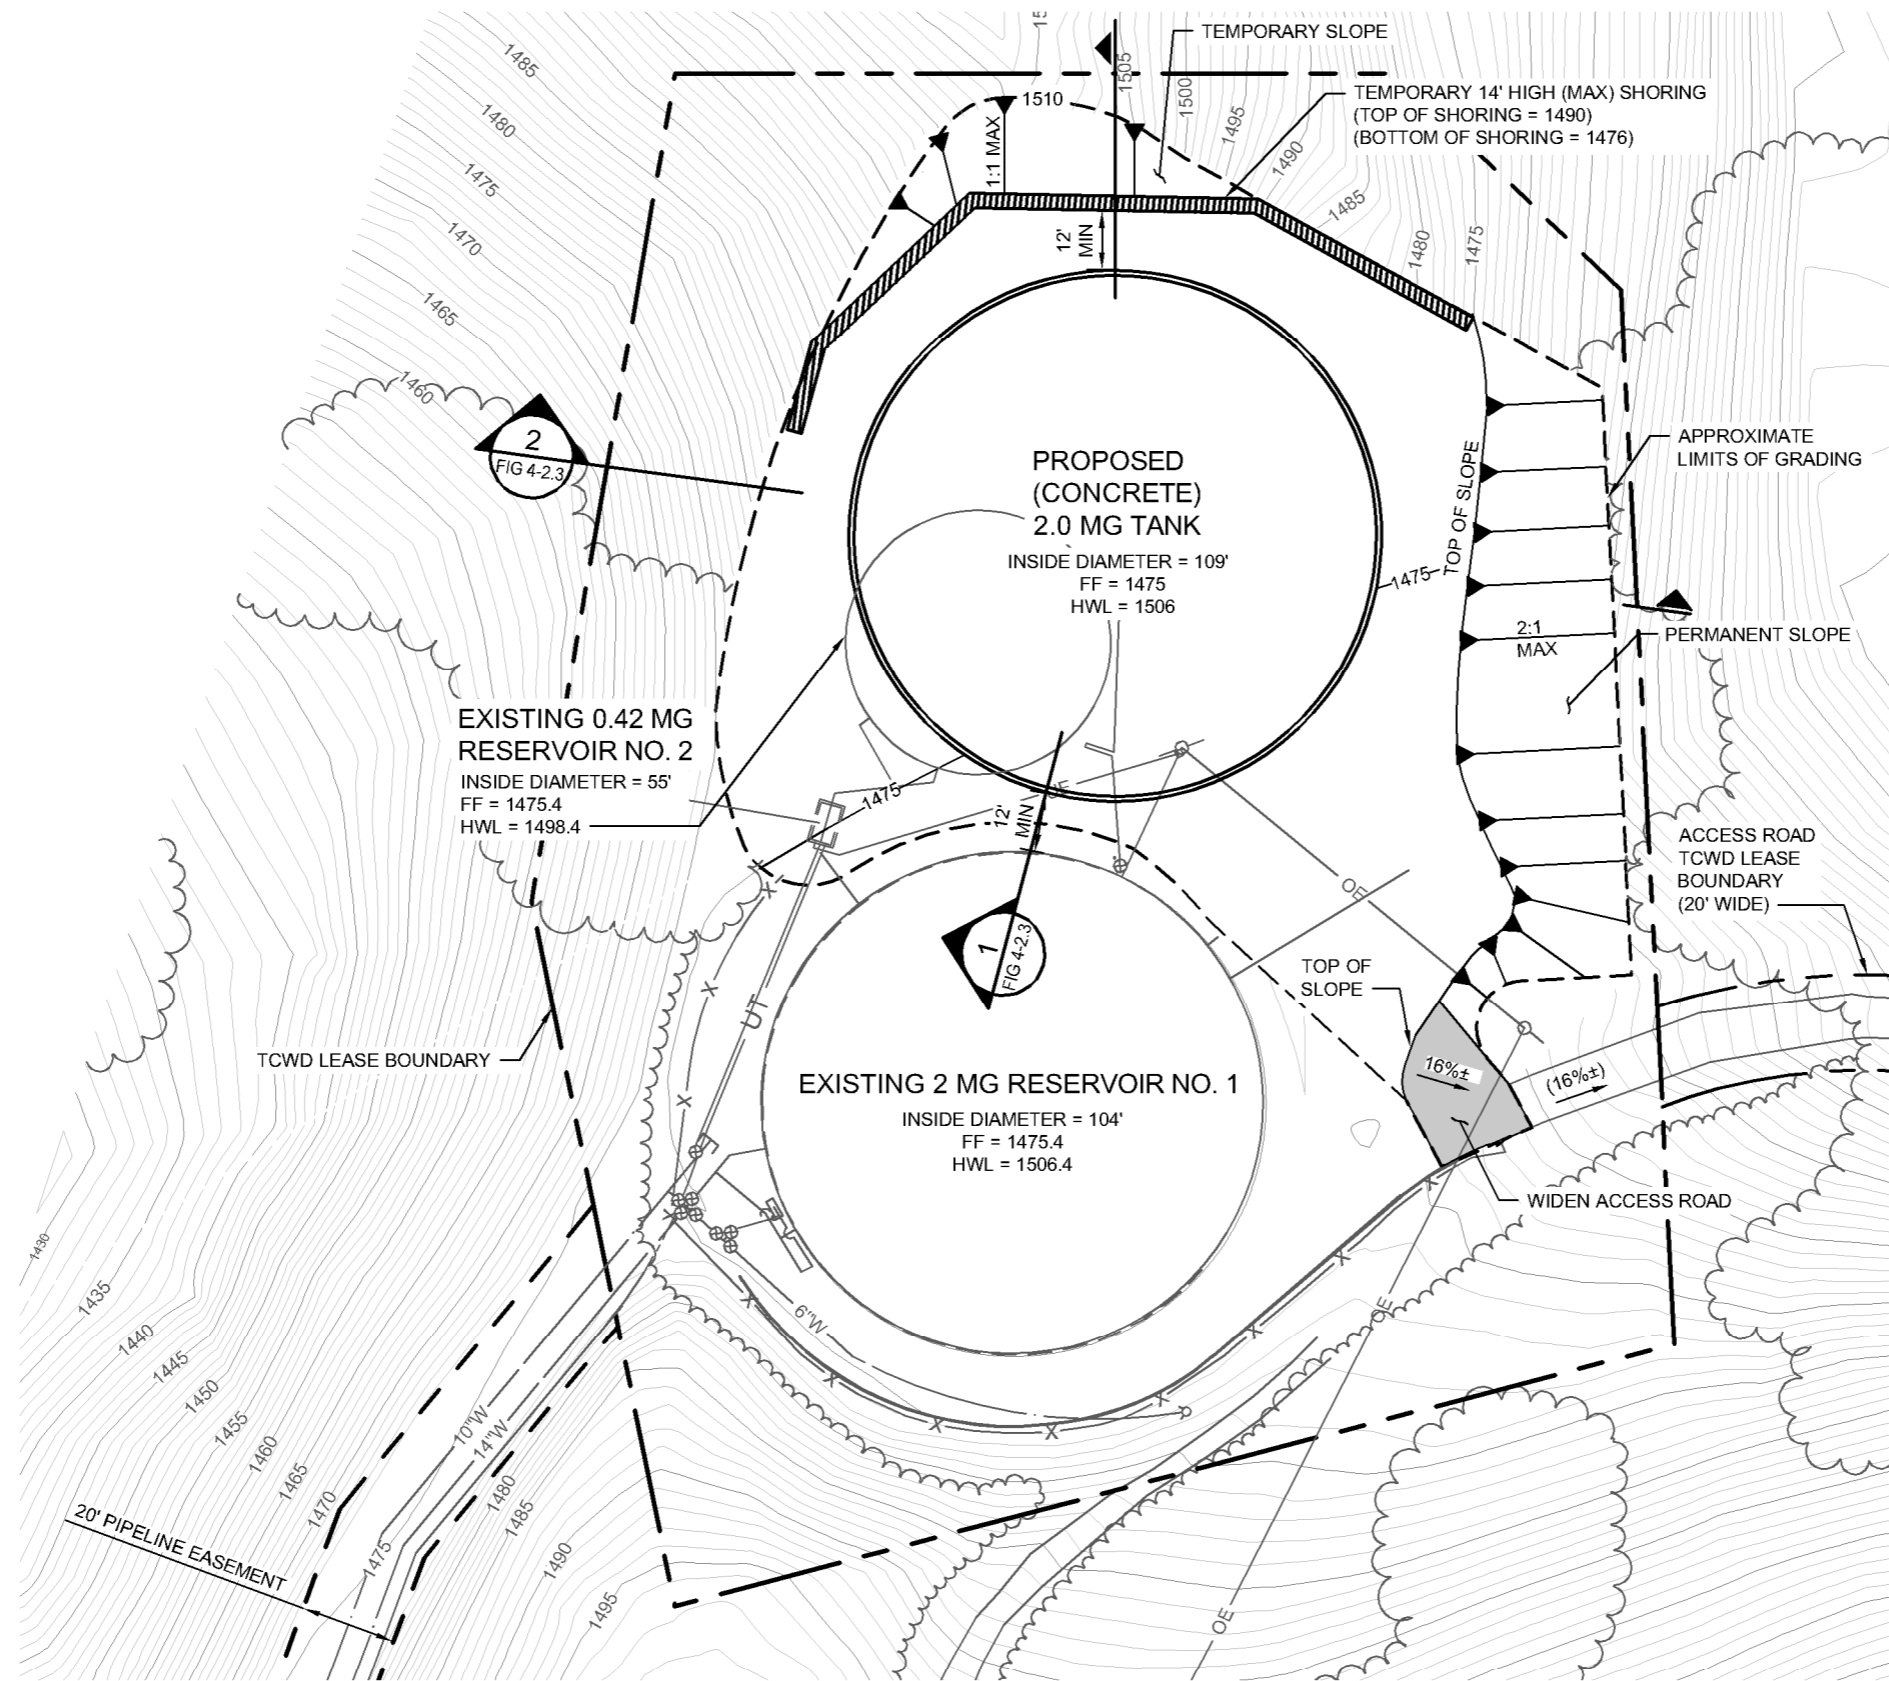 TEMPORARY SLOPE
TEMPORARY 14' HIGH (MAX) SHORING
(TOP OF SHORING = 1490)
(BOTTOM OF SHORING = 1476)
1510
1505
1500
1495
1490
1485
1480
1475
1:1 MAX
12'
MIN
1485
1480
1475
1470
1465
1460
2
FIG 4-2.3
PROPOSED
(CONCRETE)
2.0 MG TANK
INSIDE DIAMETER = 109'
FF = 1475
HWL = 1506
1475
TOP OF SLOPE
APPROXIMATE
LIMITS OF GRADING
2:1
MAX
PERMANENT SLOPE
EXISTING 0.42 MG
RESERVOIR NO. 2
INSIDE DIAMETER = 55'
FF = 1475.4
HWL = 1498.4
1475
OE
12'
MIN
OE
ACCESS ROAD
TCWD LEASE
BOUNDARY
(20' WIDE)
1
FIG 4-2.3
TOP OF
SLOPE
X
X
UT
TCWD LEASE BOUNDARY
EXISTING 2 MG RESERVOIR NO. 1
INSIDE DIAMETER = 104'
FF = 1475.4
HWL = 1506.4
16%±
(16%±)
WIDEN ACCESS ROAD
X
X
X
X
X
X
X
X
X
X
6"W
OE
OE
10"W
14"W
1430
1435
1440
1445
1450
1455
1460
1465
1470
1475
1480
1485
1490
1495
20' PIPELINE EASEMENT